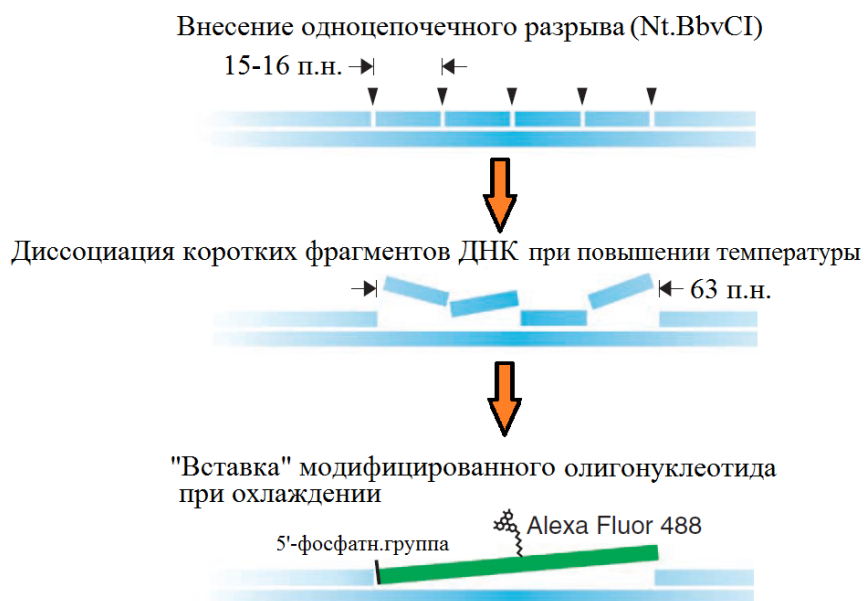 Внесение одноцепочечного разрыва (Nt.BbvCI)
15-16 п.н.
Диссоциация коротких фрагментов ДНК при повышении температуры
63 п.н.
"Вставка" модифицированного олигонуклеотида
при охлаждении
Alexa Fluor 488
5'-фосфатн.группа